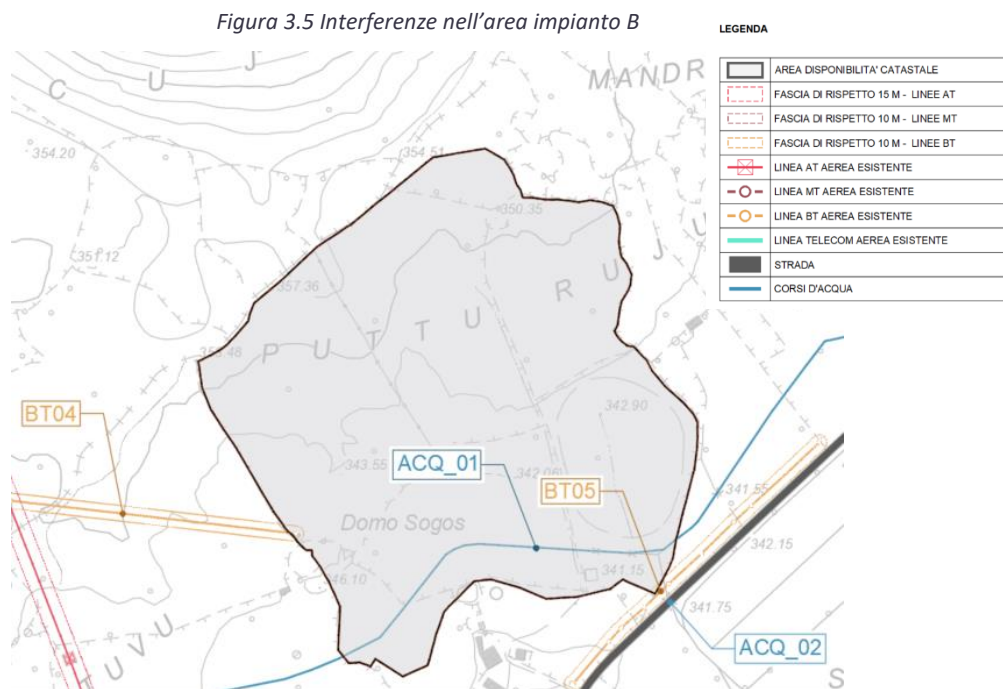 Figura 3.5 Interferenze nell'area impianto B
LEGENDA
AREA DISPONIBILITA' CATASTALE
FASCIA DI RISPETTO 15 M - LINEE AT
FASCIA DI RISPETTO 10 M - LINEE MT
FASCIA DI RISPETTO 10 M - LINEE BT
LINEA AT AEREA ESISTENTE
LINEA MT AEREA ESISTENTE
LINEA BT AEREA ESISTENTE
LINEA TELECOM AEREA ESISTENTE
STRADA
CORSI D'ACQUA
C U J
MANDR
354.20
354.51
350.35
351.12
357.36
PUTTU RUJU
342.90
BT04
343.55
ACQ_01
342.06
BT05
341.55
Domo Sogos
342.15
341.15
341.75
ACQ_02
TUVU
S